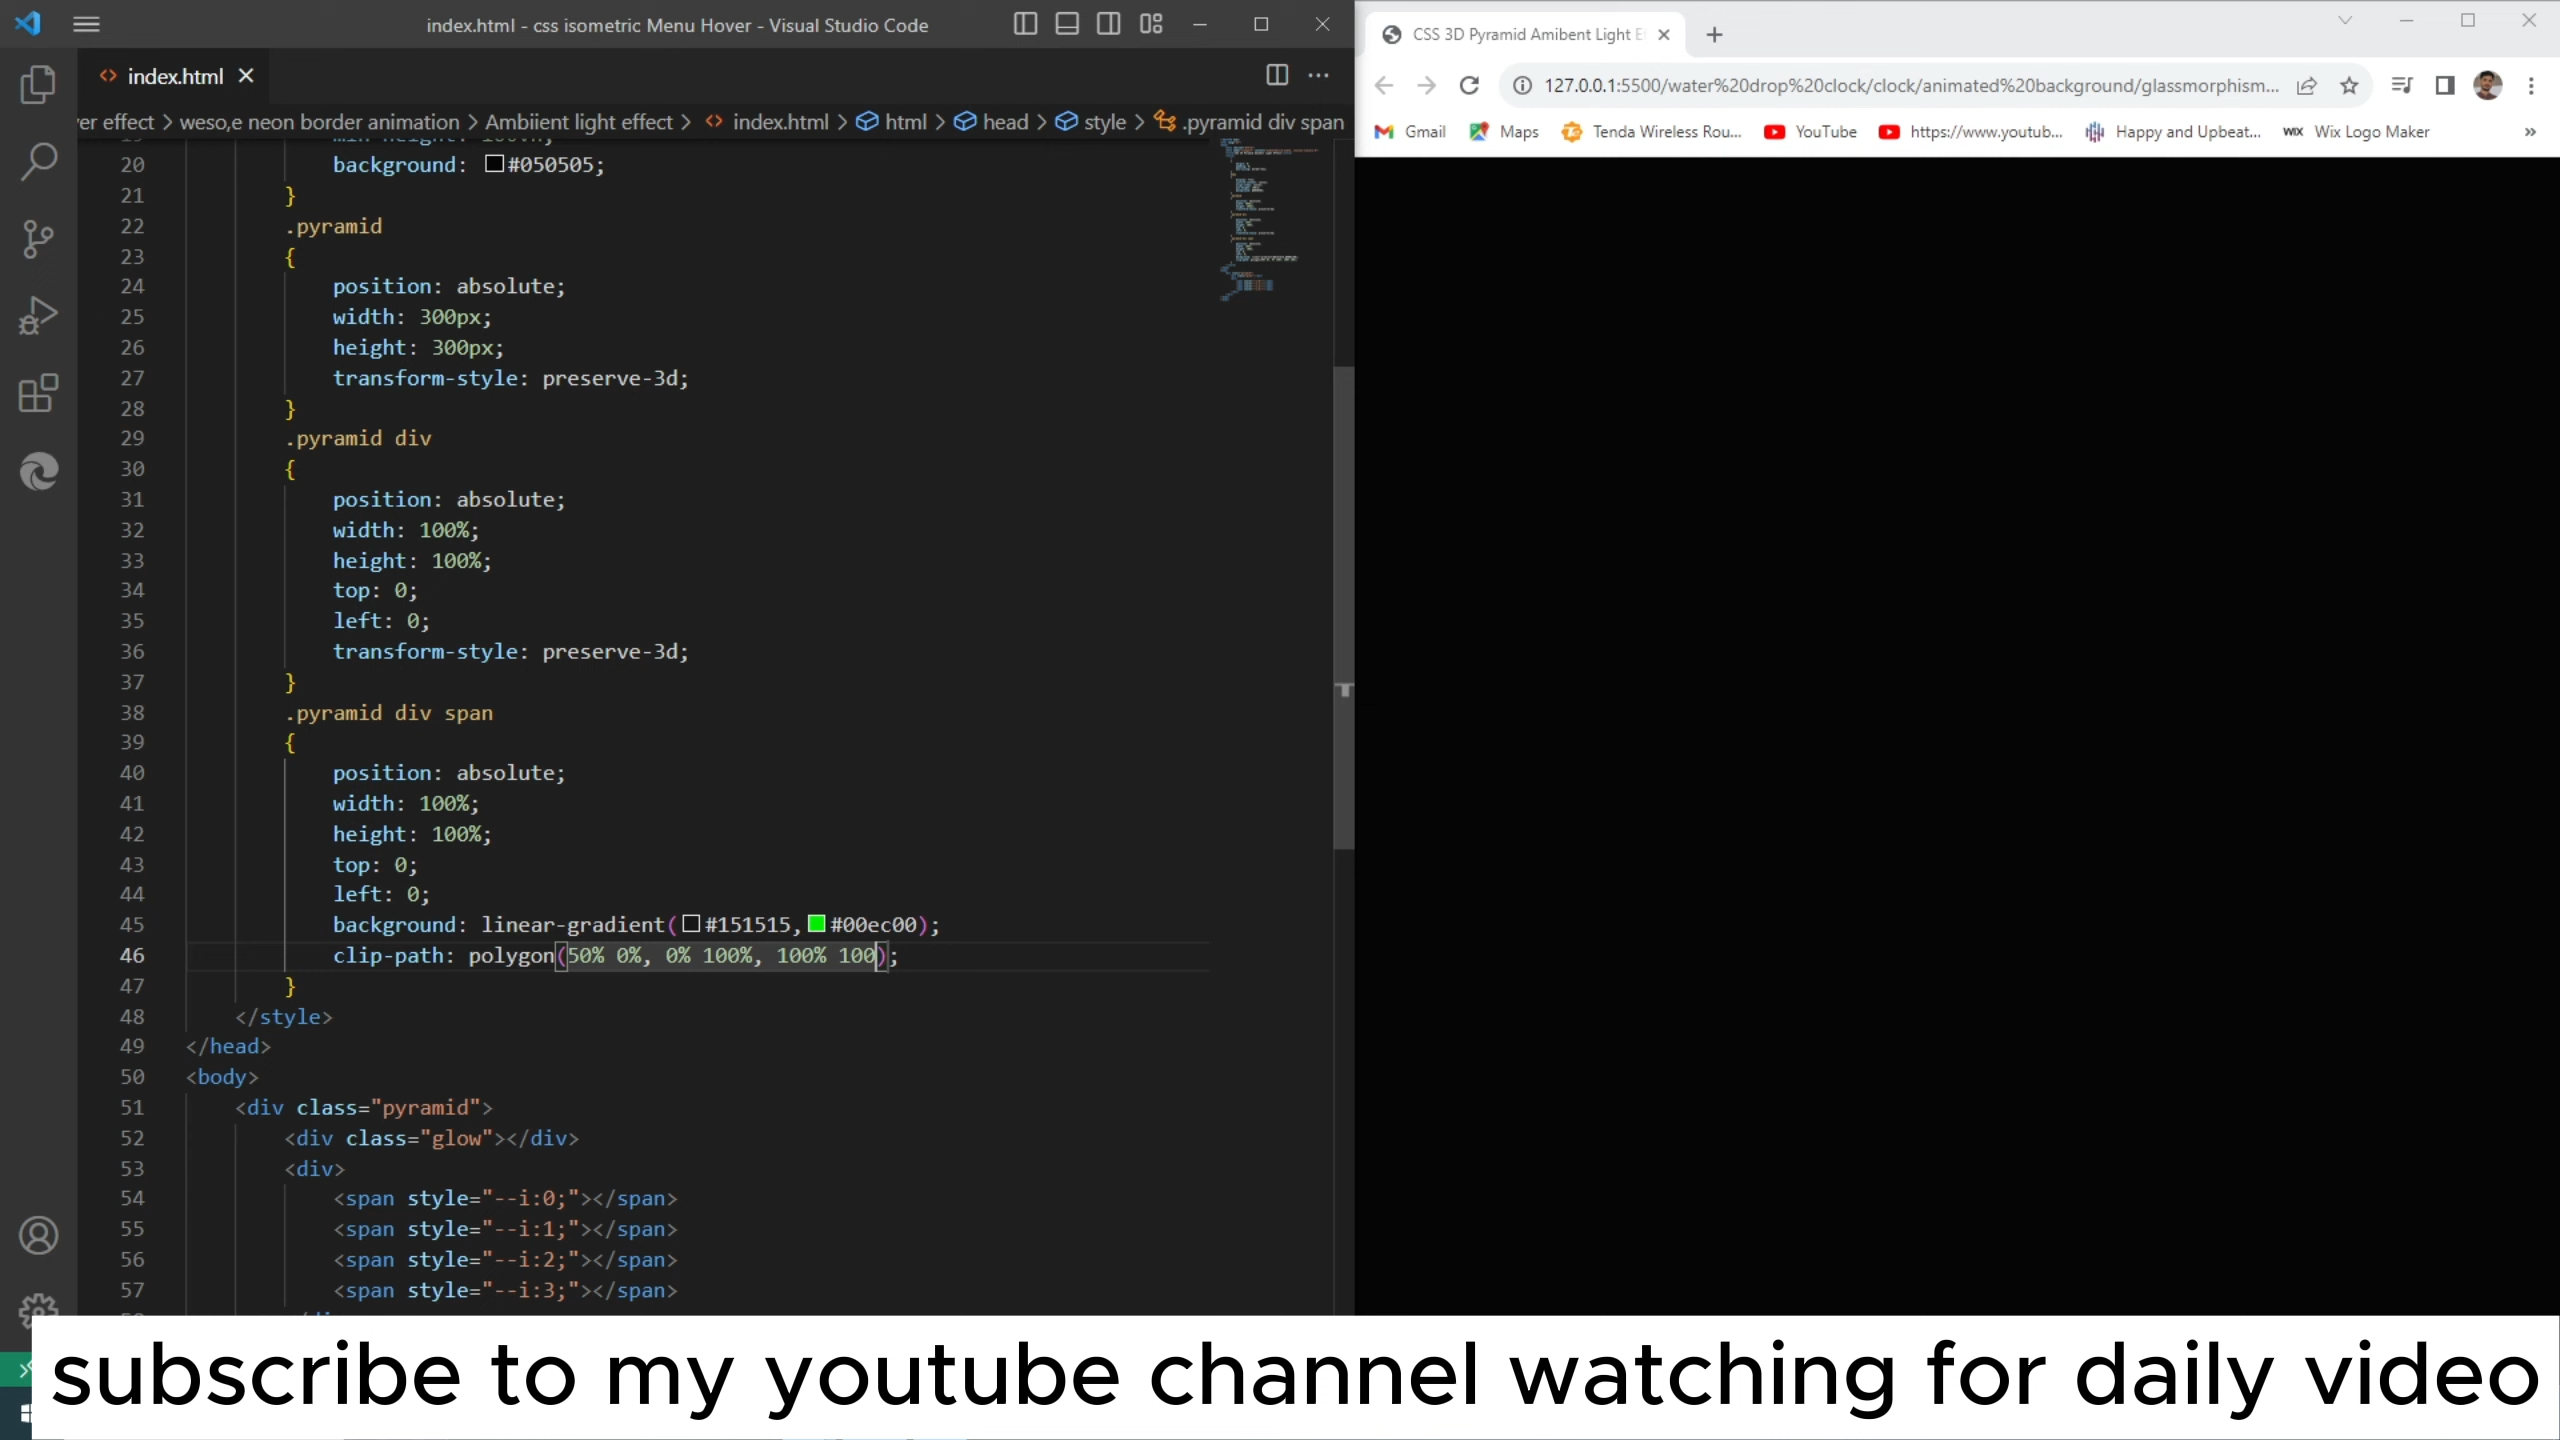 index.html - css isometric Menu Hover - Visual Studio Code
index.html
er effect > weso,e neon border animation > Ambiient light effect > index.html > html > head > style > .pyramid div span
20 background: #050505;
21 }
22 .pyramid
23 {
24 position: absolute;
25 width: 300px;
26 height: 300px;
27 transform-style: preserve-3d;
28 }
29 .pyramid div
30 {
31 position: absolute;
32 width: 100%;
33 height: 100%;
34 top: 0;
35 left: 0;
36 transform-style: preserve-3d;
37 }
38 .pyramid div span
39 {
40 position: absolute;
41 width: 100%;
42 height: 100%;
43 top: 0;
44 left: 0;
45 background: linear-gradient(#151515,#00ec00);
46 clip-path: polygon(50% 0%, 0% 100%, 100% 100);
47 }
48 </style>
49 </head>
50 <body>
51 <div class="pyramid">
52 <div class="glow"></div>
53 <div>
54 <span style="--i:0;"></span>
55 <span style="--i:1;"></span>
56 <span style="--i:2;"></span>
57 <span style="--i:3;"></span>
CSS 3D Pyramid Amibent Light E
127.0.0.1:5500/water%20drop%20clock/clock/animated%20background/glassmorphism...
Gmail Maps Tenda Wireless Rou... YouTube https://www.youtub... Happy and Upbeat... WIX Wix Logo Maker »
subscribe to my youtube channel watching for daily video